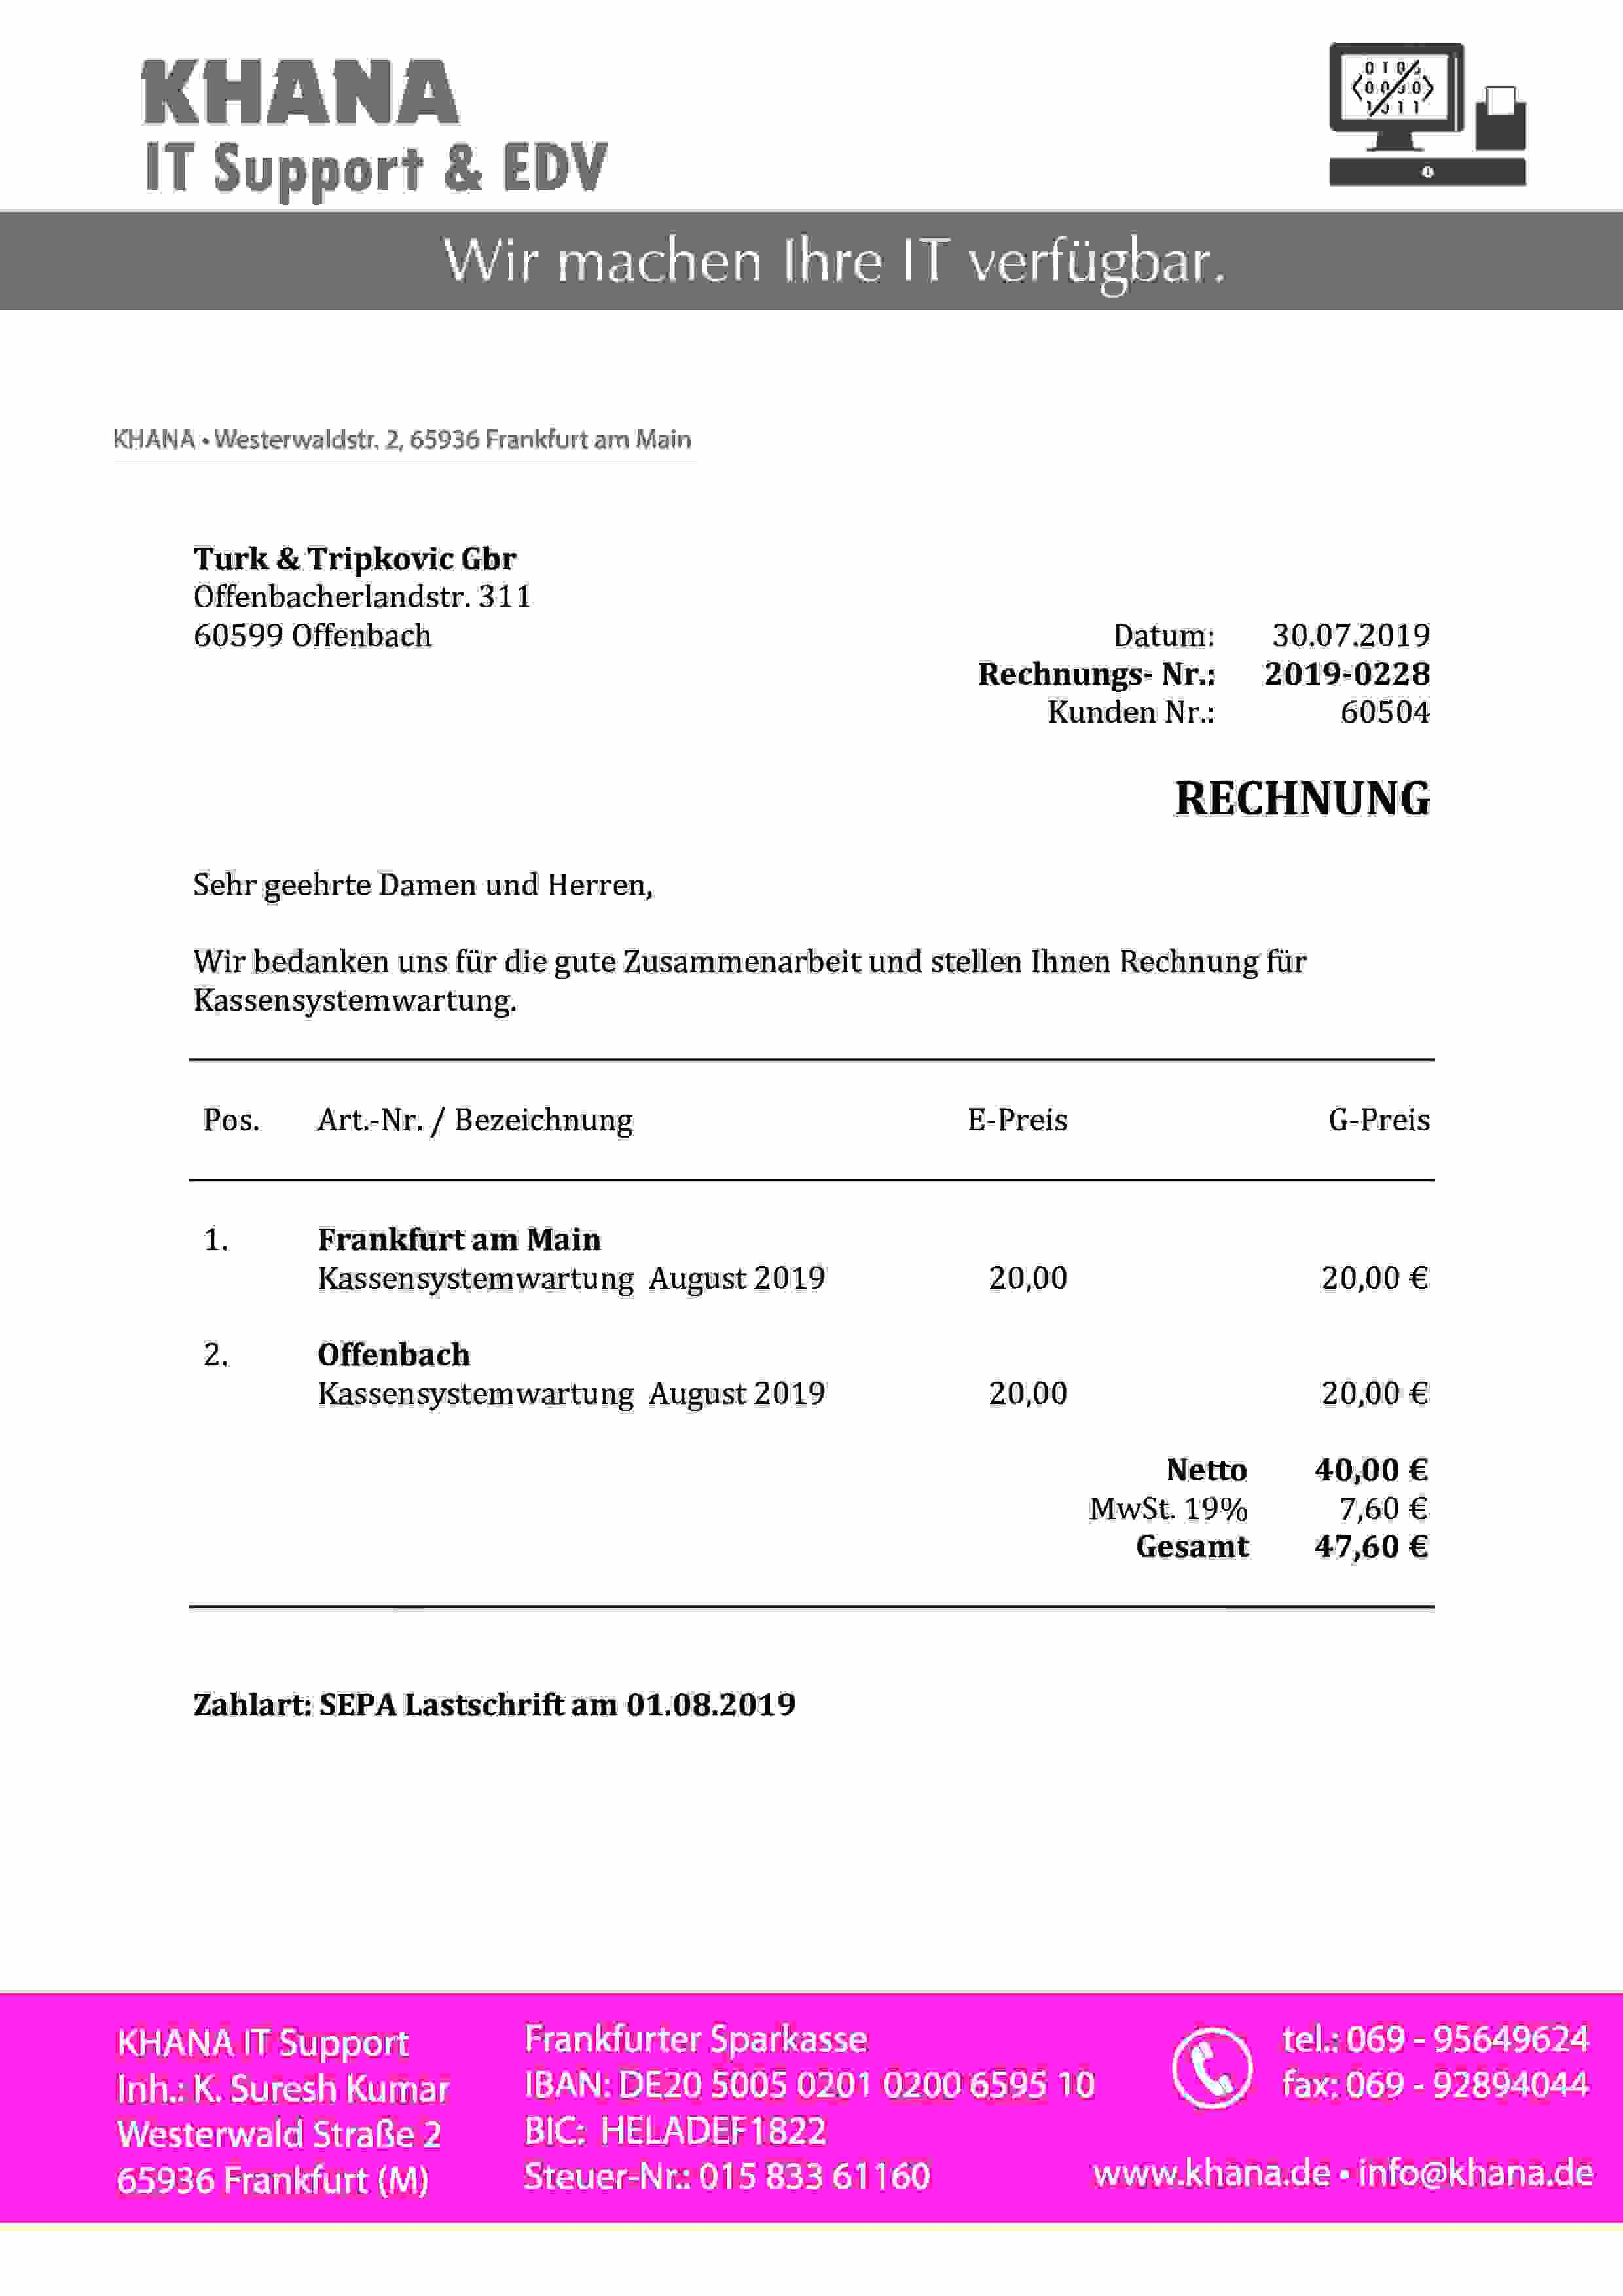 KHANA
IT Support & EDV
Wir machen Ihre IT verfügbar.
KHANA • Westerwaldstr. 2, 65936 Frankfurt am Main
Turk & Tripkovic Gbr
Offenbacherlandstr. 311
60599 Offenbach
Datum: 30.07.2019
Rechnungs- Nr.: 2019-0228
Kunden Nr.: 60504
RECHNUNG
Sehr geehrte Damen und Herren,
Wir bedanken uns für die gute Zusammenarbeit und stellen Ihnen Rechnung für
Kassensystemwartung.
Pos. Art.-Nr. / Bezeichnung E-Preis G-Preis
1. Frankfurt am Main
Kassensystemwartung August 2019 20,00 20,00 €
2. Offenbach
Kassensystemwartung August 2019 20,00 20,00 €
Netto 40,00 €
MwSt. 19% 7,60 €
Gesamt 47,60 €
Zahlart: SEPA Lastschrift am 01.08.2019
KHANA IT Support
Inh.: K. Suresh Kumar
Westerwald Straße 2
65936 Frankfurt (M)
Frankfurter Sparkasse
IBAN: DE20 5005 0201 0200 6595 10
BIC: HELADEF1822
Steuer-Nr.: 015 833 61160
tel.: 069 - 95649624
fax: 069 - 92894044
www.khana.de • info@khana.de